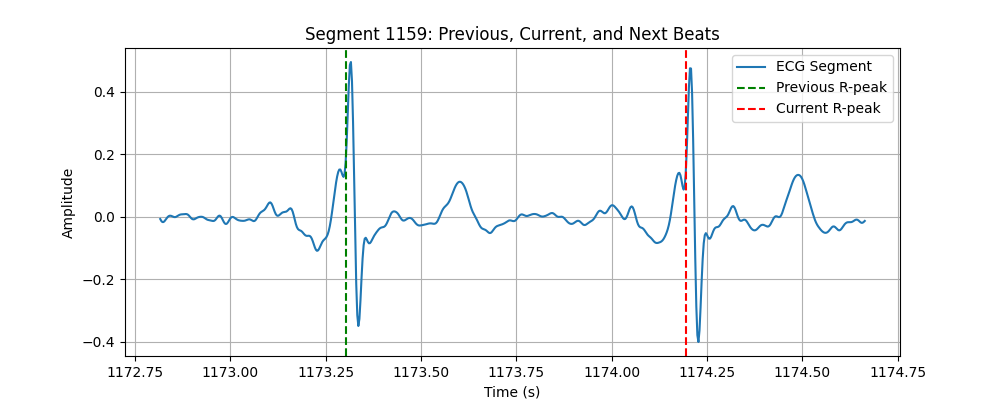 Segment 1159: Previous, Current, and Next Beats
ECG Segment
Previous R-peak
Current R-peak
Amplitude
0.4
0.2
0.0
−0.2
−0.4
1172.75 1173.00 1173.25 1173.50 1173.75 1174.00 1174.25 1174.50 1174.75
Time (s)